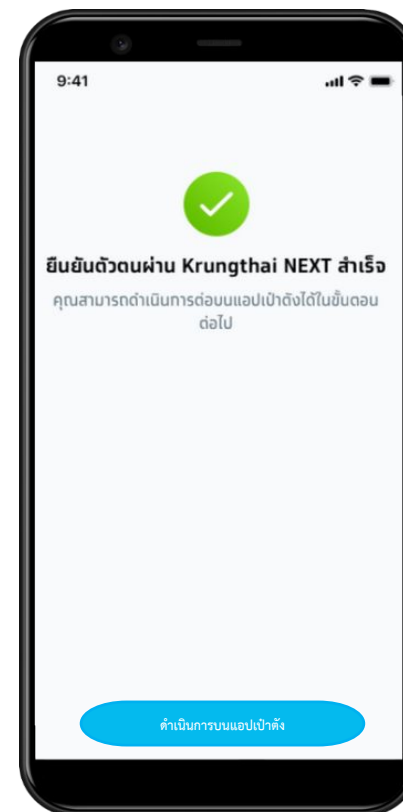 9:41
ยืนยันตัวตนผ่าน Krungthai NEXT สำเร็จ
คุณสามารถดำเนินการต่อบนแอปเป๋าตังได้ในขั้นตอน
ต่อไป
ดำเนินการบนแอปเป๋าตัง